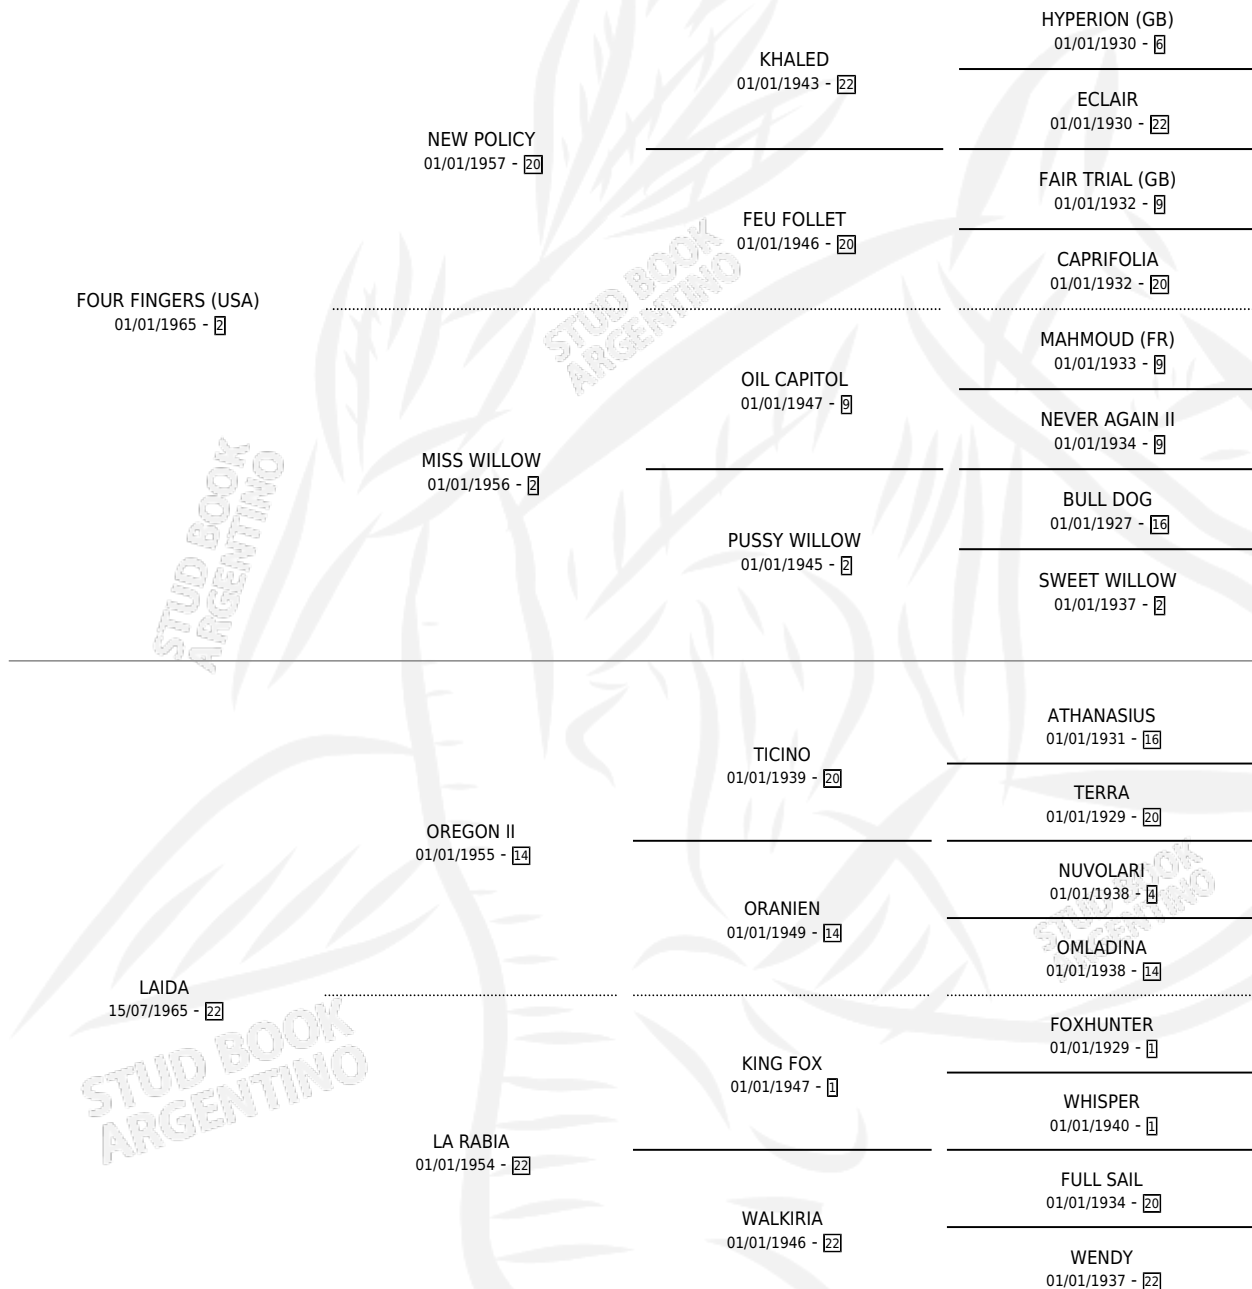 HYPERION (GB)
01/01/1930 - 6
KHALED
01/01/1943 - 22
ECLAIR
01/01/1930 - 22
NEW POLICY
01/01/1957 - 20
FAIR TRIAL (GB)
01/01/1932 - 9
FEU FOLLET
01/01/1946 - 20
CAPRIFOLIA
01/01/1932 - 20
FOUR FINGERS (USA)
01/01/1965 - 2
MAHMOUD (FR)
01/01/1933 - 9
OIL CAPITOL
01/01/1947 - 9
NEVER AGAIN II
01/01/1934 - 9
MISS WILLOW
01/01/1956 - 2
BULL DOG
01/01/1927 - 16
PUSSY WILLOW
01/01/1945 - 2
SWEET WILLOW
01/01/1937 - 2
ATHANASIUS
01/01/1931 - 16
TICINO
01/01/1939 - 20
TERRA
01/01/1929 - 20
OREGON II
01/01/1955 - 14
NUVOLARI
01/01/1938 - 4
ORANIEN
01/01/1949 - 14
OMLADINA
01/01/1938 - 14
LAIDA
15/07/1965 - 22
FOXHUNTER
01/01/1929 - 1
KING FOX
01/01/1947 - 1
WHISPER
01/01/1940 - 1
LA RABIA
01/01/1954 - 22
FULL SAIL
01/01/1934 - 20
WALKIRIA
01/01/1946 - 22
WENDY
01/01/1937 - 22
STUD BOOK
ARGENTINO
STUD BOOK
ARGENTINO
STUD BOOK
ARGENTINO
STUD BOOK
ARGENTINO